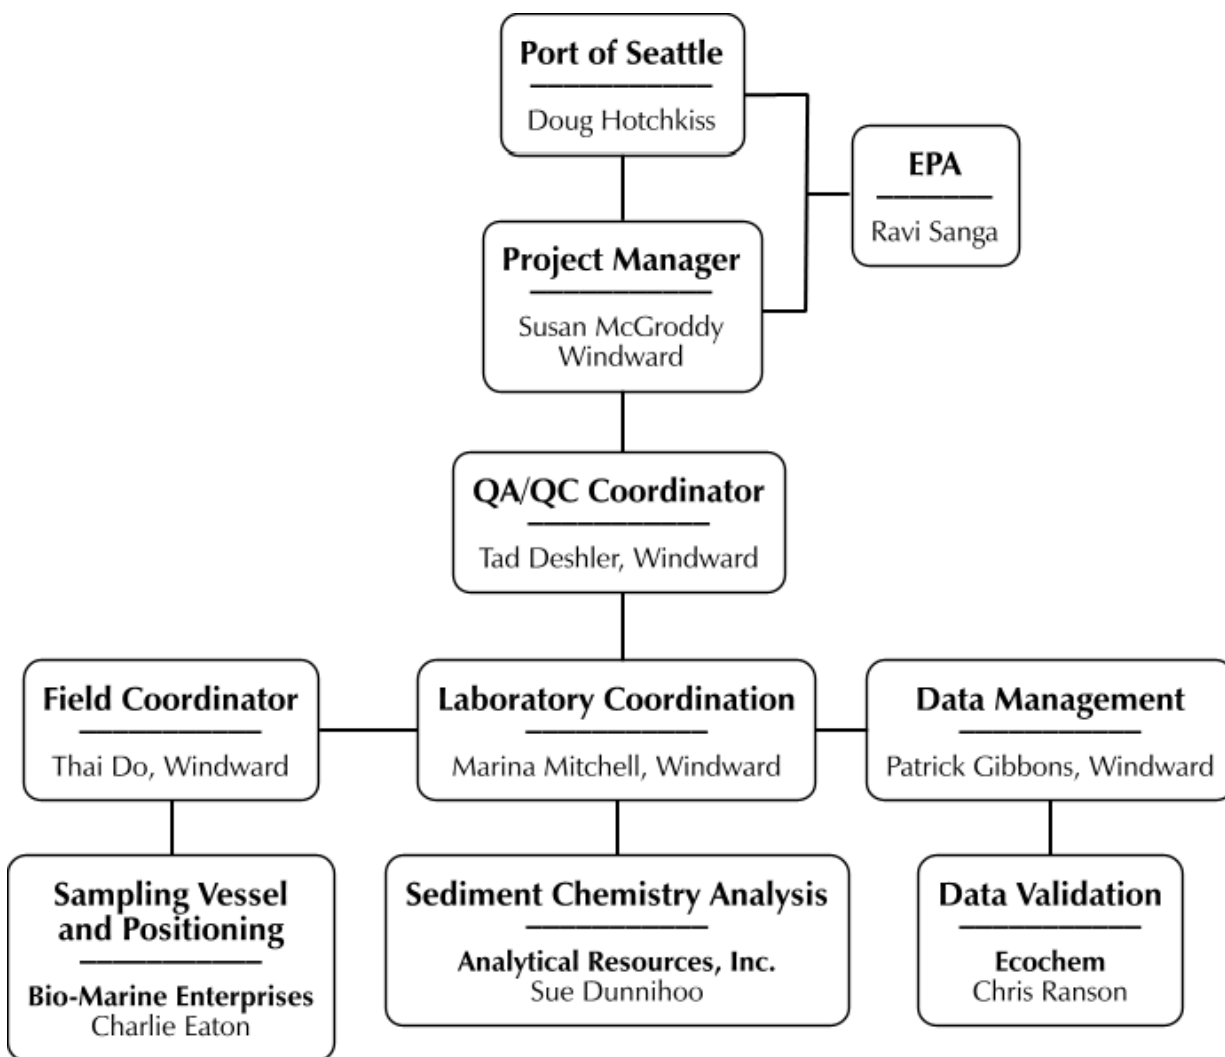 Port of Seattle
Doug Hotchkiss
EPA
Ravi Sanga
Project Manager
Susan McGroddy
Windward
QA/QC Coordinator
Tad Deshler, Windward
Field Coordinator
Thai Do, Windward
Laboratory Coordination
Marina Mitchell, Windward
Data Management
Patrick Gibbons, Windward
Sampling Vessel
and Positioning
Bio-Marine Enterprises
Charlie Eaton
Sediment Chemistry Analysis
Analytical Resources, Inc.
Sue Dunnihoo
Data Validation
Ecochem
Chris Ranson